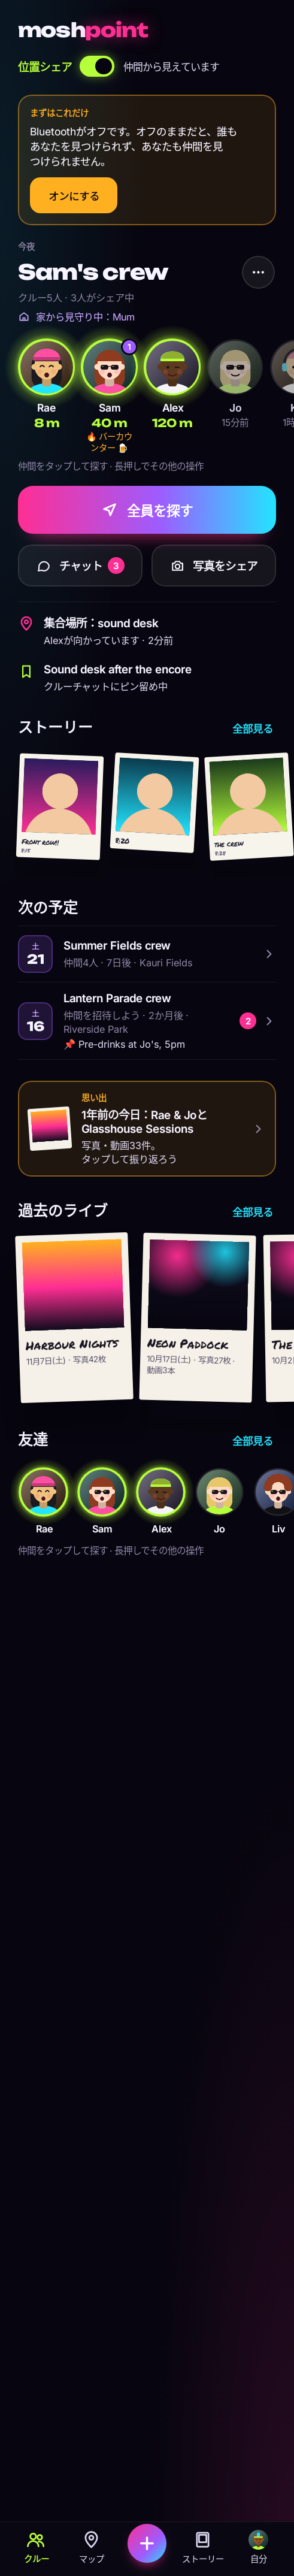 moshpoint
位置シェア 仲間から見えています
まずはこれだけ
Bluetoothがオフです。オフのままだと、誰も
あなたを見つけられず、あなたも仲間を見
つけられません。
オンにする
今夜
Sam's crew
クルー5人・3人がシェア中
家から見守り中：Mum
1
Rae Sam Alex Jo
8 m 40 m 120 m 15分前
🔥 バーカウ
ンター 🍺
仲間をタップして探す · 長押しでその他の操作
全員を探す
チャット 3 写真をシェア
集合場所：sound desk
Alexが向かっています · 2分前
Sound desk after the encore
クルーチャットにピン留め中
ストーリー 全部見る
Front row!!
8:15
8:20
The crew
8:28
次の予定
土
21
Summer Fields crew
仲間4人 · 7日後 · Kauri Fields
土
16
Lantern Parade crew
仲間を招待しよう · 2か月後 ·
Riverside Park
📌 Pre-drinks at Jo's, 5pm
2
思い出
1年前の今日：Rae & Joと
Glasshouse Sessions
写真・動画33件。
タップして振り返ろう
過去のライブ 全部見る
Harbour Nights
11月7日(土) · 写真42枚
Neon Paddock
10月17日(土) · 写真27枚 ·
動画3本
The
友達 全部見る
Rae Sam Alex Jo Liv
仲間をタップして探す · 長押しでその他の操作
クルー マップ ストーリー 自分